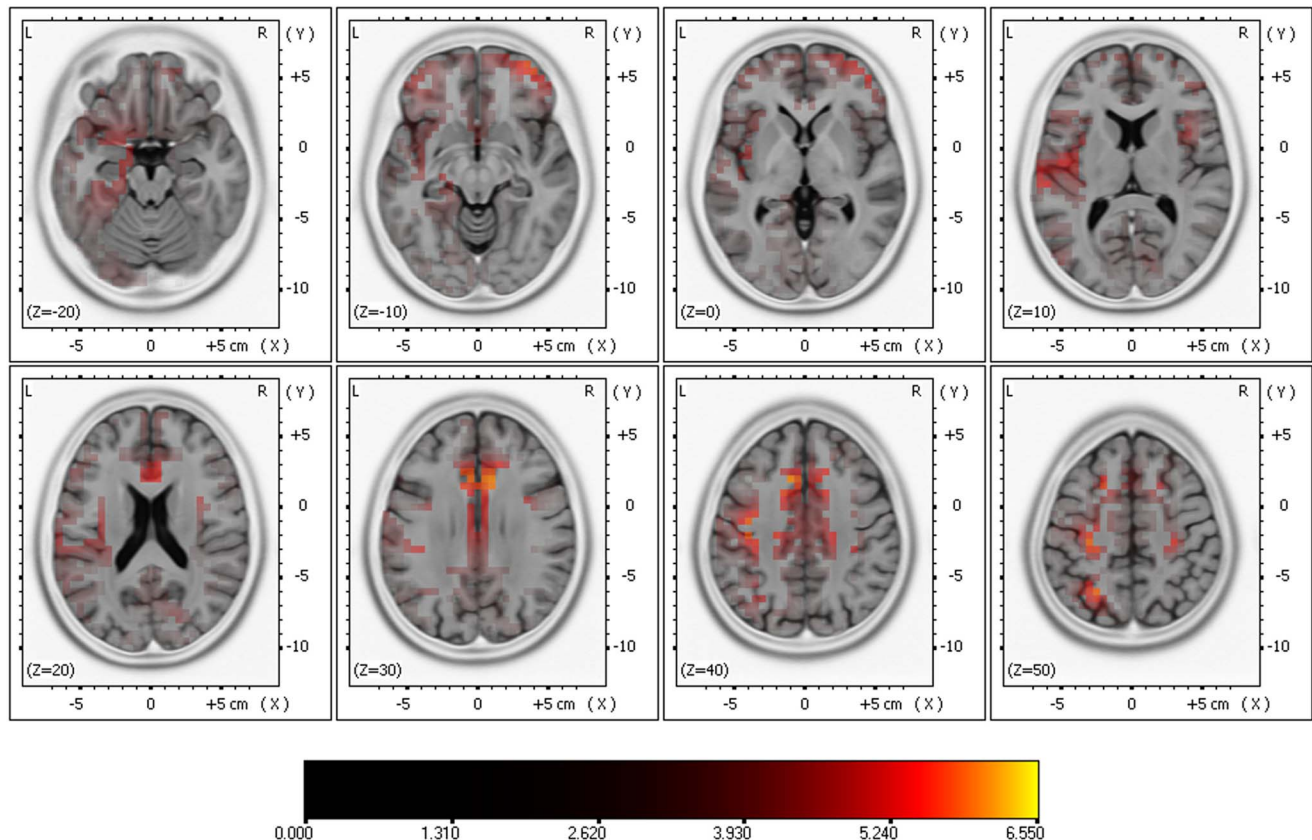 L R (Y)
+5
0
-5
-10
(Z=-20)
-5 0 +5 cm (X)
L R (Y)
+5
0
-5
-10
(Z=-10)
-5 0 +5 cm (X)
L R (Y)
+5
0
-5
-10
(Z=0)
-5 0 +5 cm (X)
L R (Y)
+5
0
-5
-10
(Z=10)
-5 0 +5 cm (X)
L R (Y)
+5
0
-5
-10
(Z=20)
-5 0 +5 cm (X)
L R (Y)
+5
0
-5
-10
(Z=30)
-5 0 +5 cm (X)
L R (Y)
+5
0
-5
-10
(Z=40)
-5 0 +5 cm (X)
L R (Y)
+5
0
-5
-10
(Z=50)
-5 0 +5 cm (X)
0.000 1.310 2.620 3.930 5.240 6.550